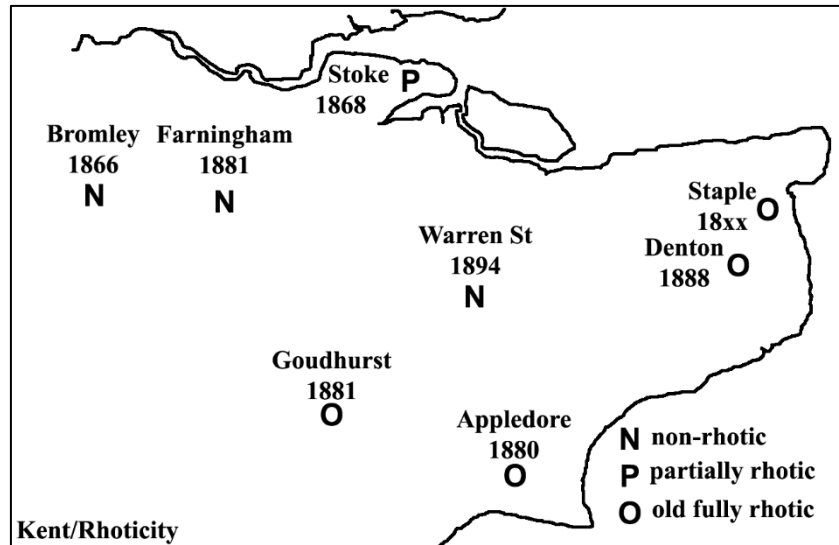 Stoke P
1868
Bromley
1866
N
Farningham
1881
N
Staple
18xx O
Warren St
1894
N
Denton
1888 O
Goudhurst
1881
O
Appledore
1880
O
N non-rhotic
P partially rhotic
O old fully rhotic
Kent/Rhoticity